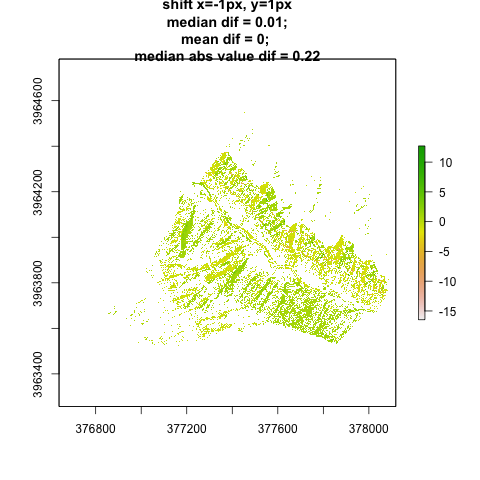 shift x=-1px, y=1px
median dif = 0.01;
mean dif = 0;
median abs value dif = 0.22
3964600
3964200
3963800
3963400
10
5
0
-5
-10
-15
376800 377200 377600 378000